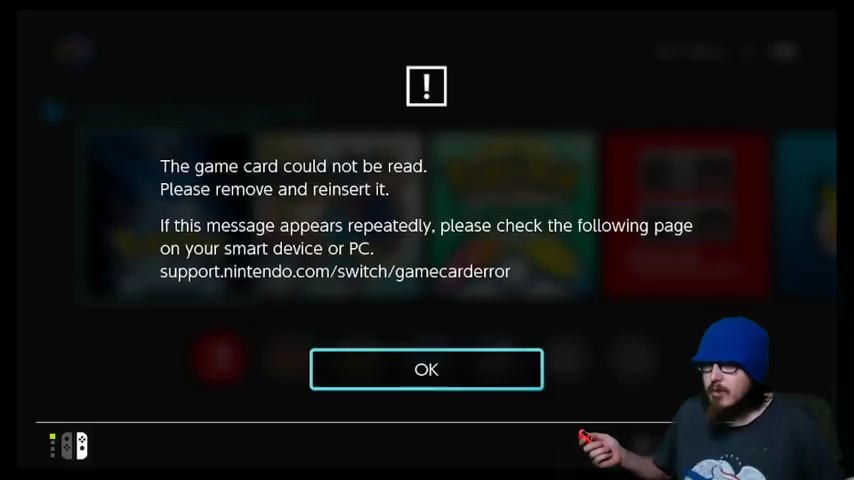 !
The game card could not be read.
Please remove and reinsert it.
If this message appears repeatedly, please check the following page
on your smart device or PC.
support.nintendo.com/switch/gamecarderror
OK